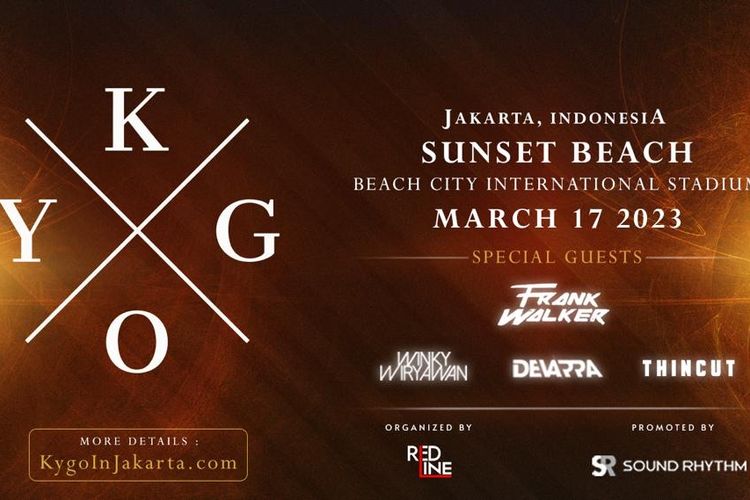 K
Y G
O
MORE DETAILS :
KygoInJakarta.com
JAKARTA, INDONESIA
SUNSET BEACH
BEACH CITY INTERNATIONAL STADIUM
MARCH 17 2023
SPECIAL GUESTS
FRANK
WALKER
WINKY
WIRYAWAN
DEVARRA
THINCUT
ORGANIZED BY
RED
LINE
PROMOTED BY
SR SOUND RHYTHM